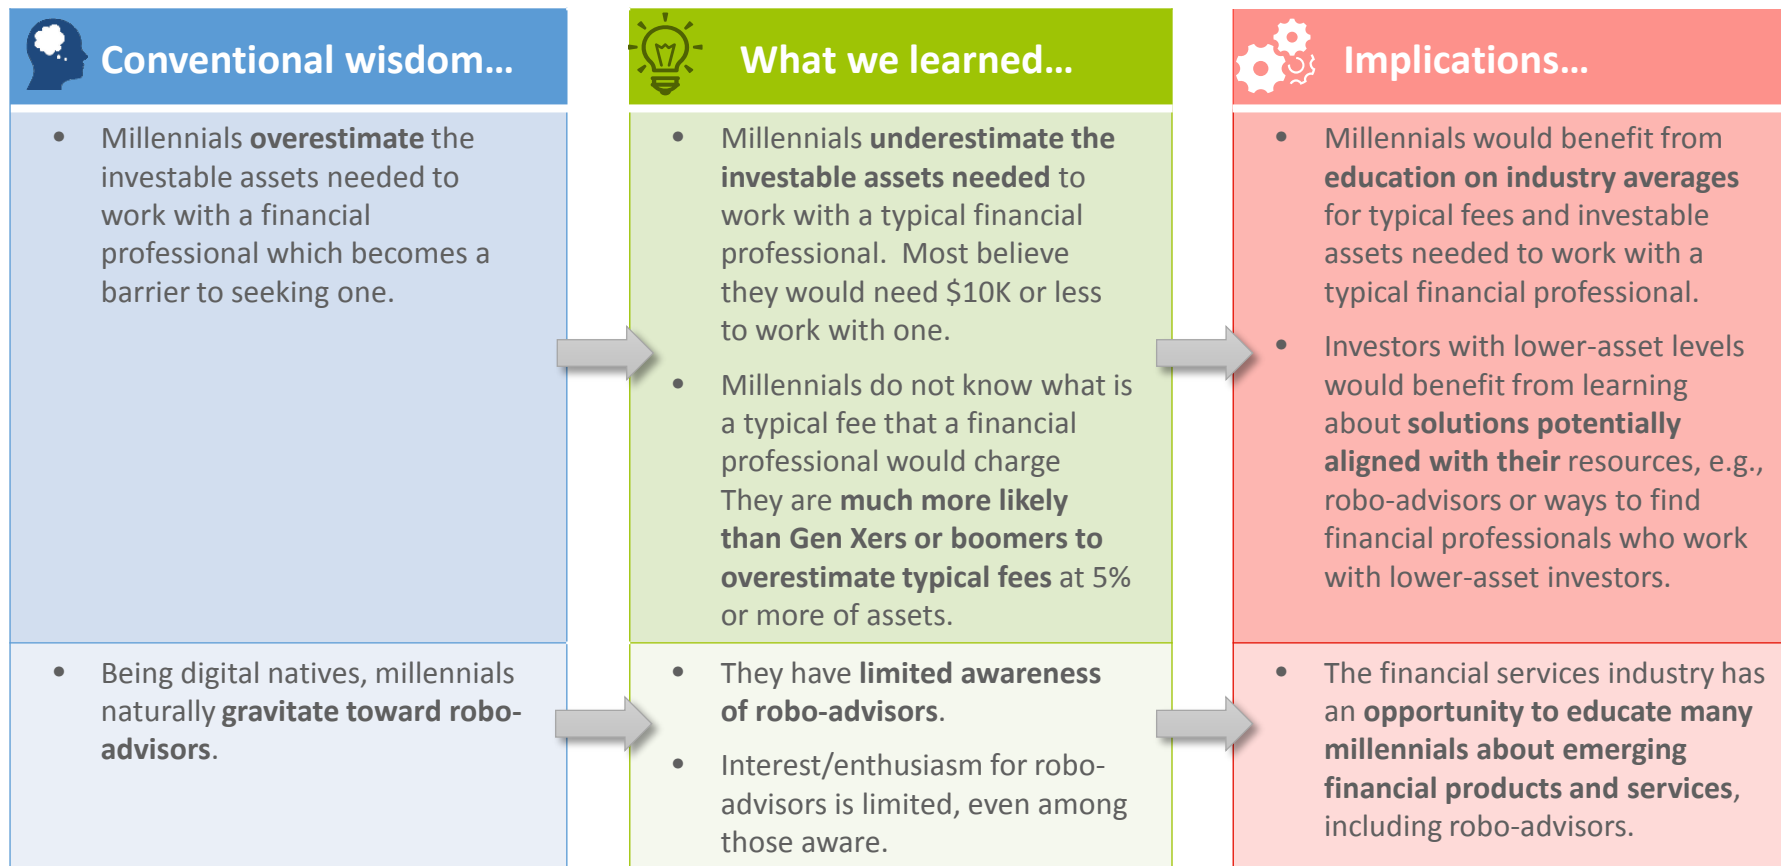 Conventional wisdom...
What we learned...
Implications...
• Millennials overestimate the
investable assets needed to
work with a financial
professional which becomes a
barrier to seeking one.
• Millennials underestimate the
investable assets needed to
work with a typical financial
professional.  Most believe
they would need $10K or less
to work with one.
• Millennials do not know what is
a typical fee that a financial
professional would charge
They are much more likely
than Gen Xers or boomers to
overestimate typical fees at 5%
or more of assets.
• Millennials would benefit from
education on industry averages
for typical fees and investable
assets needed to work with a
typical financial professional.
• Investors with lower-asset levels
would benefit from learning
about solutions potentially
aligned with their resources, e.g.,
robo-advisors or ways to find
financial professionals who work
with lower-asset investors.
• Being digital natives, millennials
naturally gravitate toward robo-
advisors.
• They have limited awareness
of robo-advisors.
• Interest/enthusiasm for robo-
advisors is limited, even among
those aware.
• The financial services industry has
an opportunity to educate many
millennials about emerging
financial products and services,
including robo-advisors.